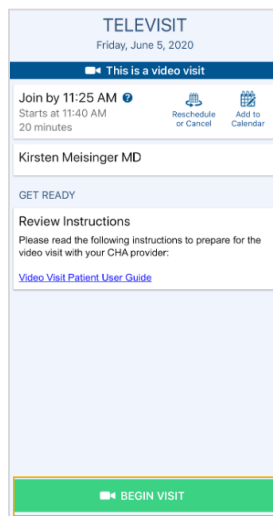 TELEVISIT
Friday, June 5, 2020
This is a video visit
Join by 11:25 AM ?
Starts at 11:40 AM
20 minutes
Reschedule
or Cancel
Add to
Calendar
Kirsten Meisinger MD
GET READY
Review Instructions
Please read the following instructions to prepare for the
video visit with your CHA provider:
Video Visit Patient User Guide
BEGIN VISIT